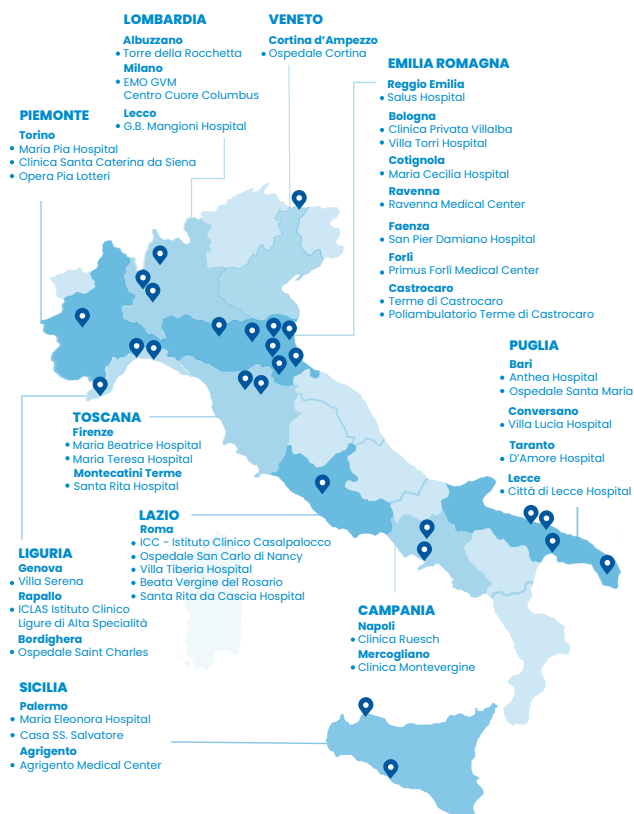 LOMBARDIA
Albuzzano
• Torre della Rocchetta
Milano
• EMO GVM
Centro Cuore Columbus
Lecco
• G.B. Mangioni Hospital
VENETO
Cortina d’Ampezzo
• Ospedale Cortina
EMILIA ROMAGNA
Reggio Emilia
• Salus Hospital
Bologna
• Clinica Privata Villalba
• Villa Torri Hospital
Cotignola
• Maria Cecilia Hospital
Ravenna
• Ravenna Medical Center
Faenza
• San Pier Damiano Hospital
Forlì
• Primus Forlì Medical Center
Castrocaro
• Terme di Castrocaro
• Poliambulatorio Terme di Castrocaro
PIEMONTE
Torino
• Maria Pia Hospital
• Clinica Santa Caterina da Siena
• Opera Pia Lotteri
PUGLIA
Bari
• Anthea Hospital
• Ospedale Santa Maria
Conversano
• Villa Lucia Hospital
Taranto
• D’Amore Hospital
Lecce
• Città di Lecce Hospital
TOSCANA
Firenze
• Maria Beatrice Hospital
• Maria Teresa Hospital
Montecatini Terme
• Santa Rita Hospital
LAZIO
Roma
• ICC - Istituto Clinico Casalpalocco
• Ospedale San Carlo di Nancy
• Villa Tiberia Hospital
• Beata Vergine del Rosario
• Santa Rita da Cascia Hospital
LIGURIA
Genova
• Villa Serena
Rapallo
• ICLAS Istituto Clinico
Ligure di Alta Specialità
Bordighera
• Ospedale Saint Charles
CAMPANIA
Napoli
• Clinica Ruesch
Mercogliano
• Clinica Montevergine
SICILIA
Palermo
• Maria Eleonora Hospital
• Casa SS. Salvatore
Agrigento
• Agrigento Medical Center